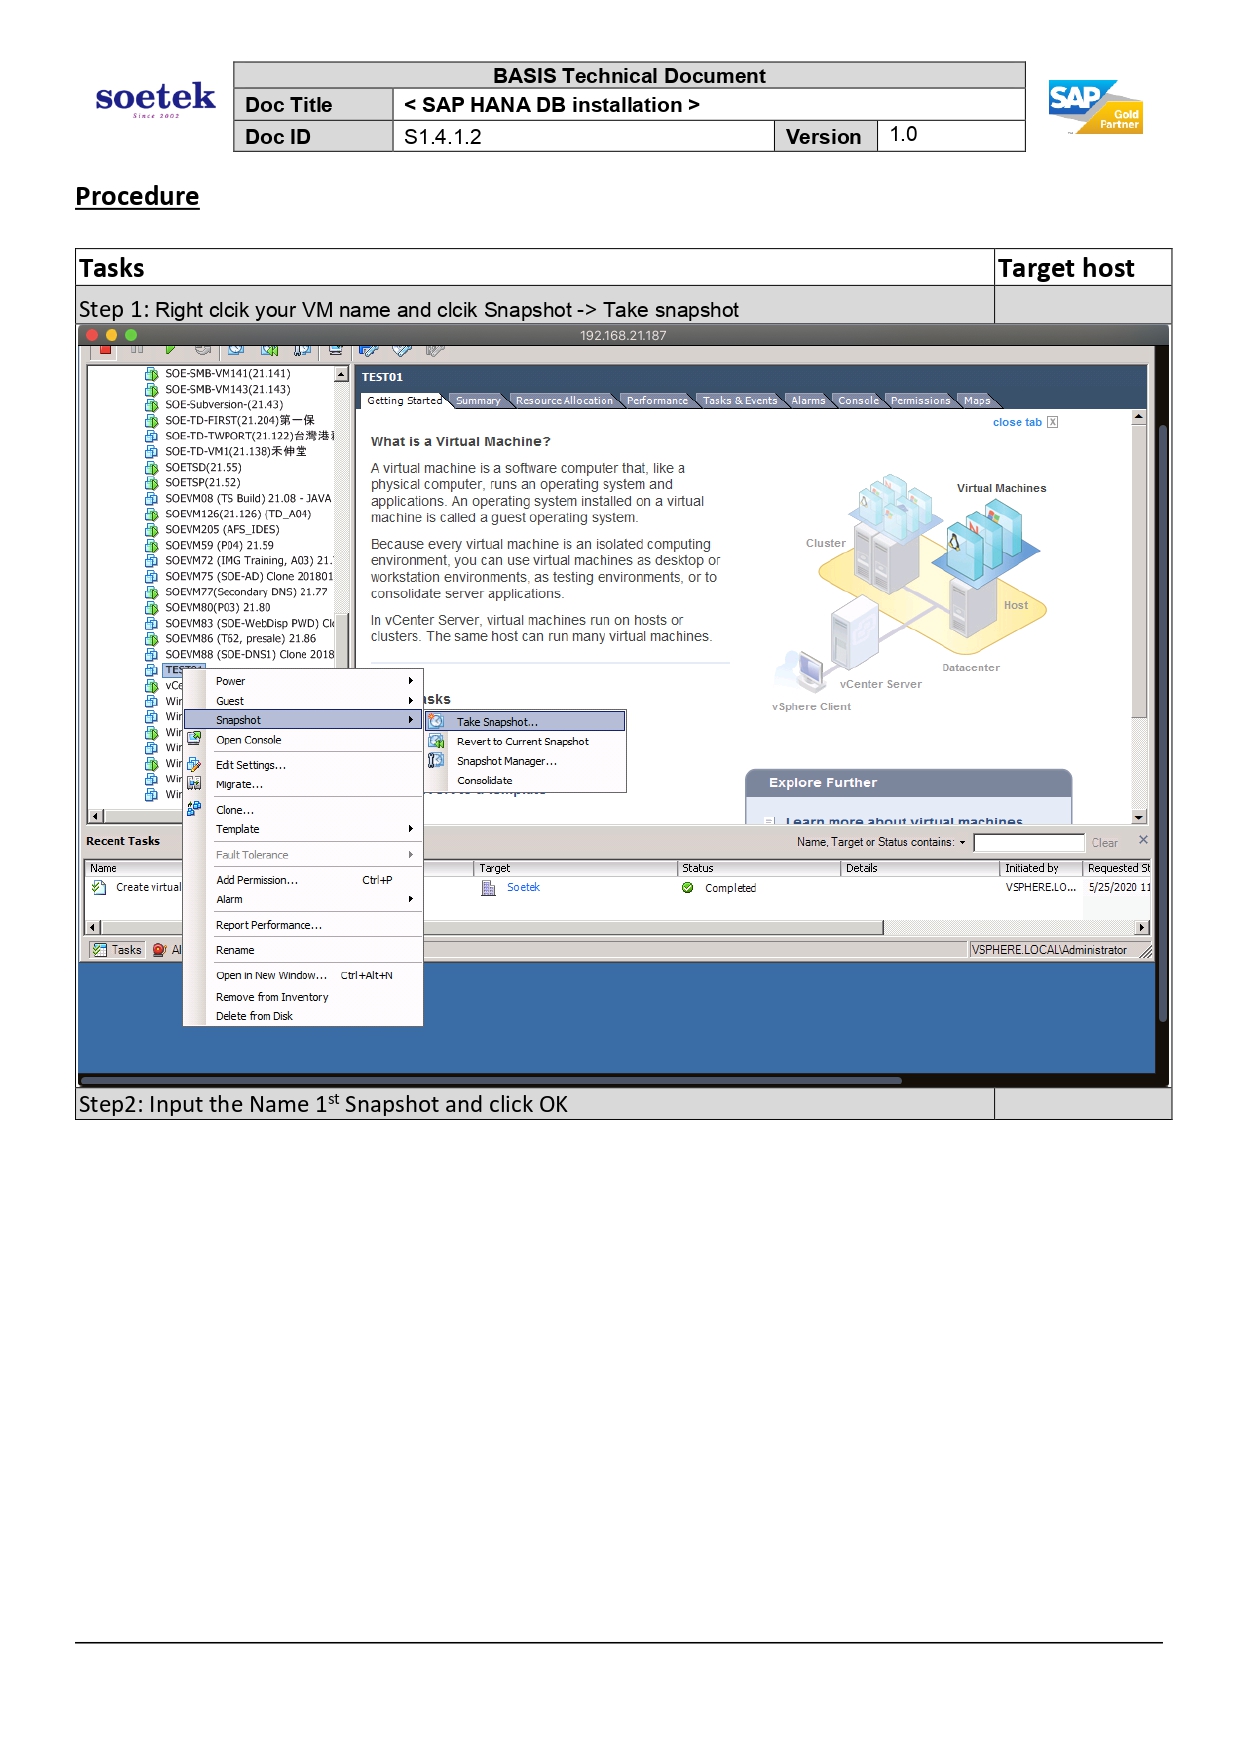 soetek
Since 2002
BASIS Technical Document
Doc Title
< SAP HANA DB installation >
Doc ID
S1.4.1.2
Version
1.0
SAP
Gold
Partner
Procedure
Tasks
Target host
Step 1: Right clcik your VM name and clcik Snapshot -> Take snapshot
192.168.21.187
SOE-SMB-VM141(21.141)
SOE-SMB-VM143(21.143)
SOE-Subversion-(21.43)
SOE-TD-FIRST(21.204)第一保
SOE-TD-TWPORT(21.122)台灣港
SOE-TD-VM1(21.138)禾伸堂
SOETSD(21.55)
SOETSP(21.52)
SOEVM08 (TS Build) 21.08 - JAVA
SOEVM126(21.126) (TD_A04)
SOEVM205 (AFS_IDES)
SOEVM59 (P04) 21.59
SOEVM72 (IMG Training, A03) 21.
SOEVM75 (SOE-AD) Clone 201801
SOEVM77(Secondary DNS) 21.77
SOEVM80(P03) 21.80
SOEVM83 (SOE-WebDisp PWD) Cl
SOEVM86 (T62, presale) 21.86
SOEVM88 (SOE-DNS1) Clone 2018
TEST01
vCe
Wir
Wir
Wir
Wir
Wir
Wir
Wir
TEST01
Getting Started
Summary
Resource Allocation
Performance
Tasks & Events
Alarms
Console
Permissions
Maps
close tab X
What is a Virtual Machine?
A virtual machine is a software computer that, like a
physical computer, runs an operating system and
applications. An operating system installed on a virtual
machine is called a guest operating system.
Because every virtual machine is an isolated computing
environment, you can use virtual machines as desktop or
workstation environments, as testing environments, or to
consolidate server applications.
In vCenter Server, virtual machines run on hosts or
clusters. The same host can run many virtual machines.
Virtual Machines
Cluster
Host
Datacenter
vCenter Server
vSphere Client
asks
Power
Guest
Snapshot
Open Console
Edit Settings...
Migrate...
Clone...
Template
Fault Tolerance
Add Permission... Ctrl+P
Alarm
Report Performance...
Rename
Open in New Window... Ctrl+Alt+N
Remove from Inventory
Delete from Disk
Take Snapshot...
Revert to Current Snapshot
Snapshot Manager...
Consolidate
Explore Further
Learn more about virtual machines
Recent Tasks
Name, Target or Status contains:
Clear
Name
Target
Status
Details
Initiated by
Requested St
Create virtual
Soetek
Completed
VSPHERE.LO...
5/25/2020 11
Tasks
Al
VSPHERE.LOCAL\Administrator
Step2: Input the Name 1st Snapshot and click OK